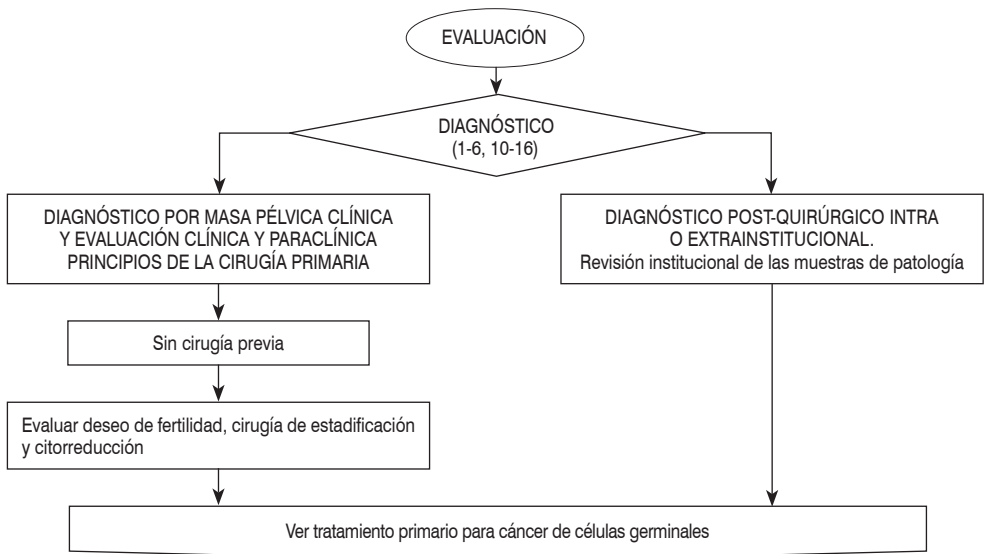 EVALUACIÓN
DIAGNÓSTICO
(1-6, 10-16)
DIAGNÓSTICO POR MASA PÉLVICA CLÍNICA
Y EVALUACIÓN CLÍNICA Y PARACLÍNICA
PRINCIPIOS DE LA CIRUGÍA PRIMARIA
DIAGNÓSTICO POST-QUIRÚRGICO INTRA
O EXTRAINSTITUCIONAL.
Revisión institucional de las muestras de patología
Sin cirugía previa
Evaluar deseo de fertilidad, cirugía de estadificación
y citorreducción
Ver tratamiento primario para cáncer de células germinales